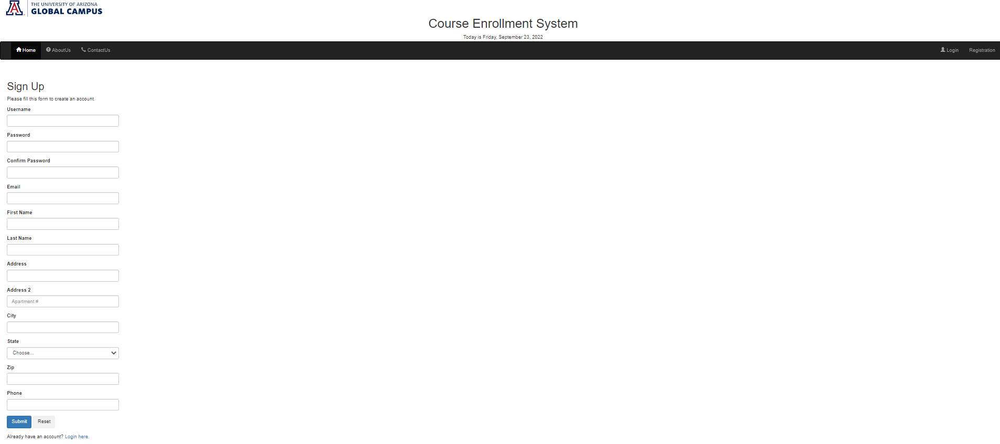 THE UNIVERSITY OF ARIZONA
GLOBAL CAMPUS
Course Enrollment System
Today is Friday, September 23, 2022
Home AboutUs ContactUs Login Registration
Sign Up
Please fill this form to create an account.
Username
Password
Confirm Password
Email
First Name
Last Name
Address
Address 2
Apartment #
City
State
Choose...
Zip
Phone
Submit Reset
Already have an account? Login here.